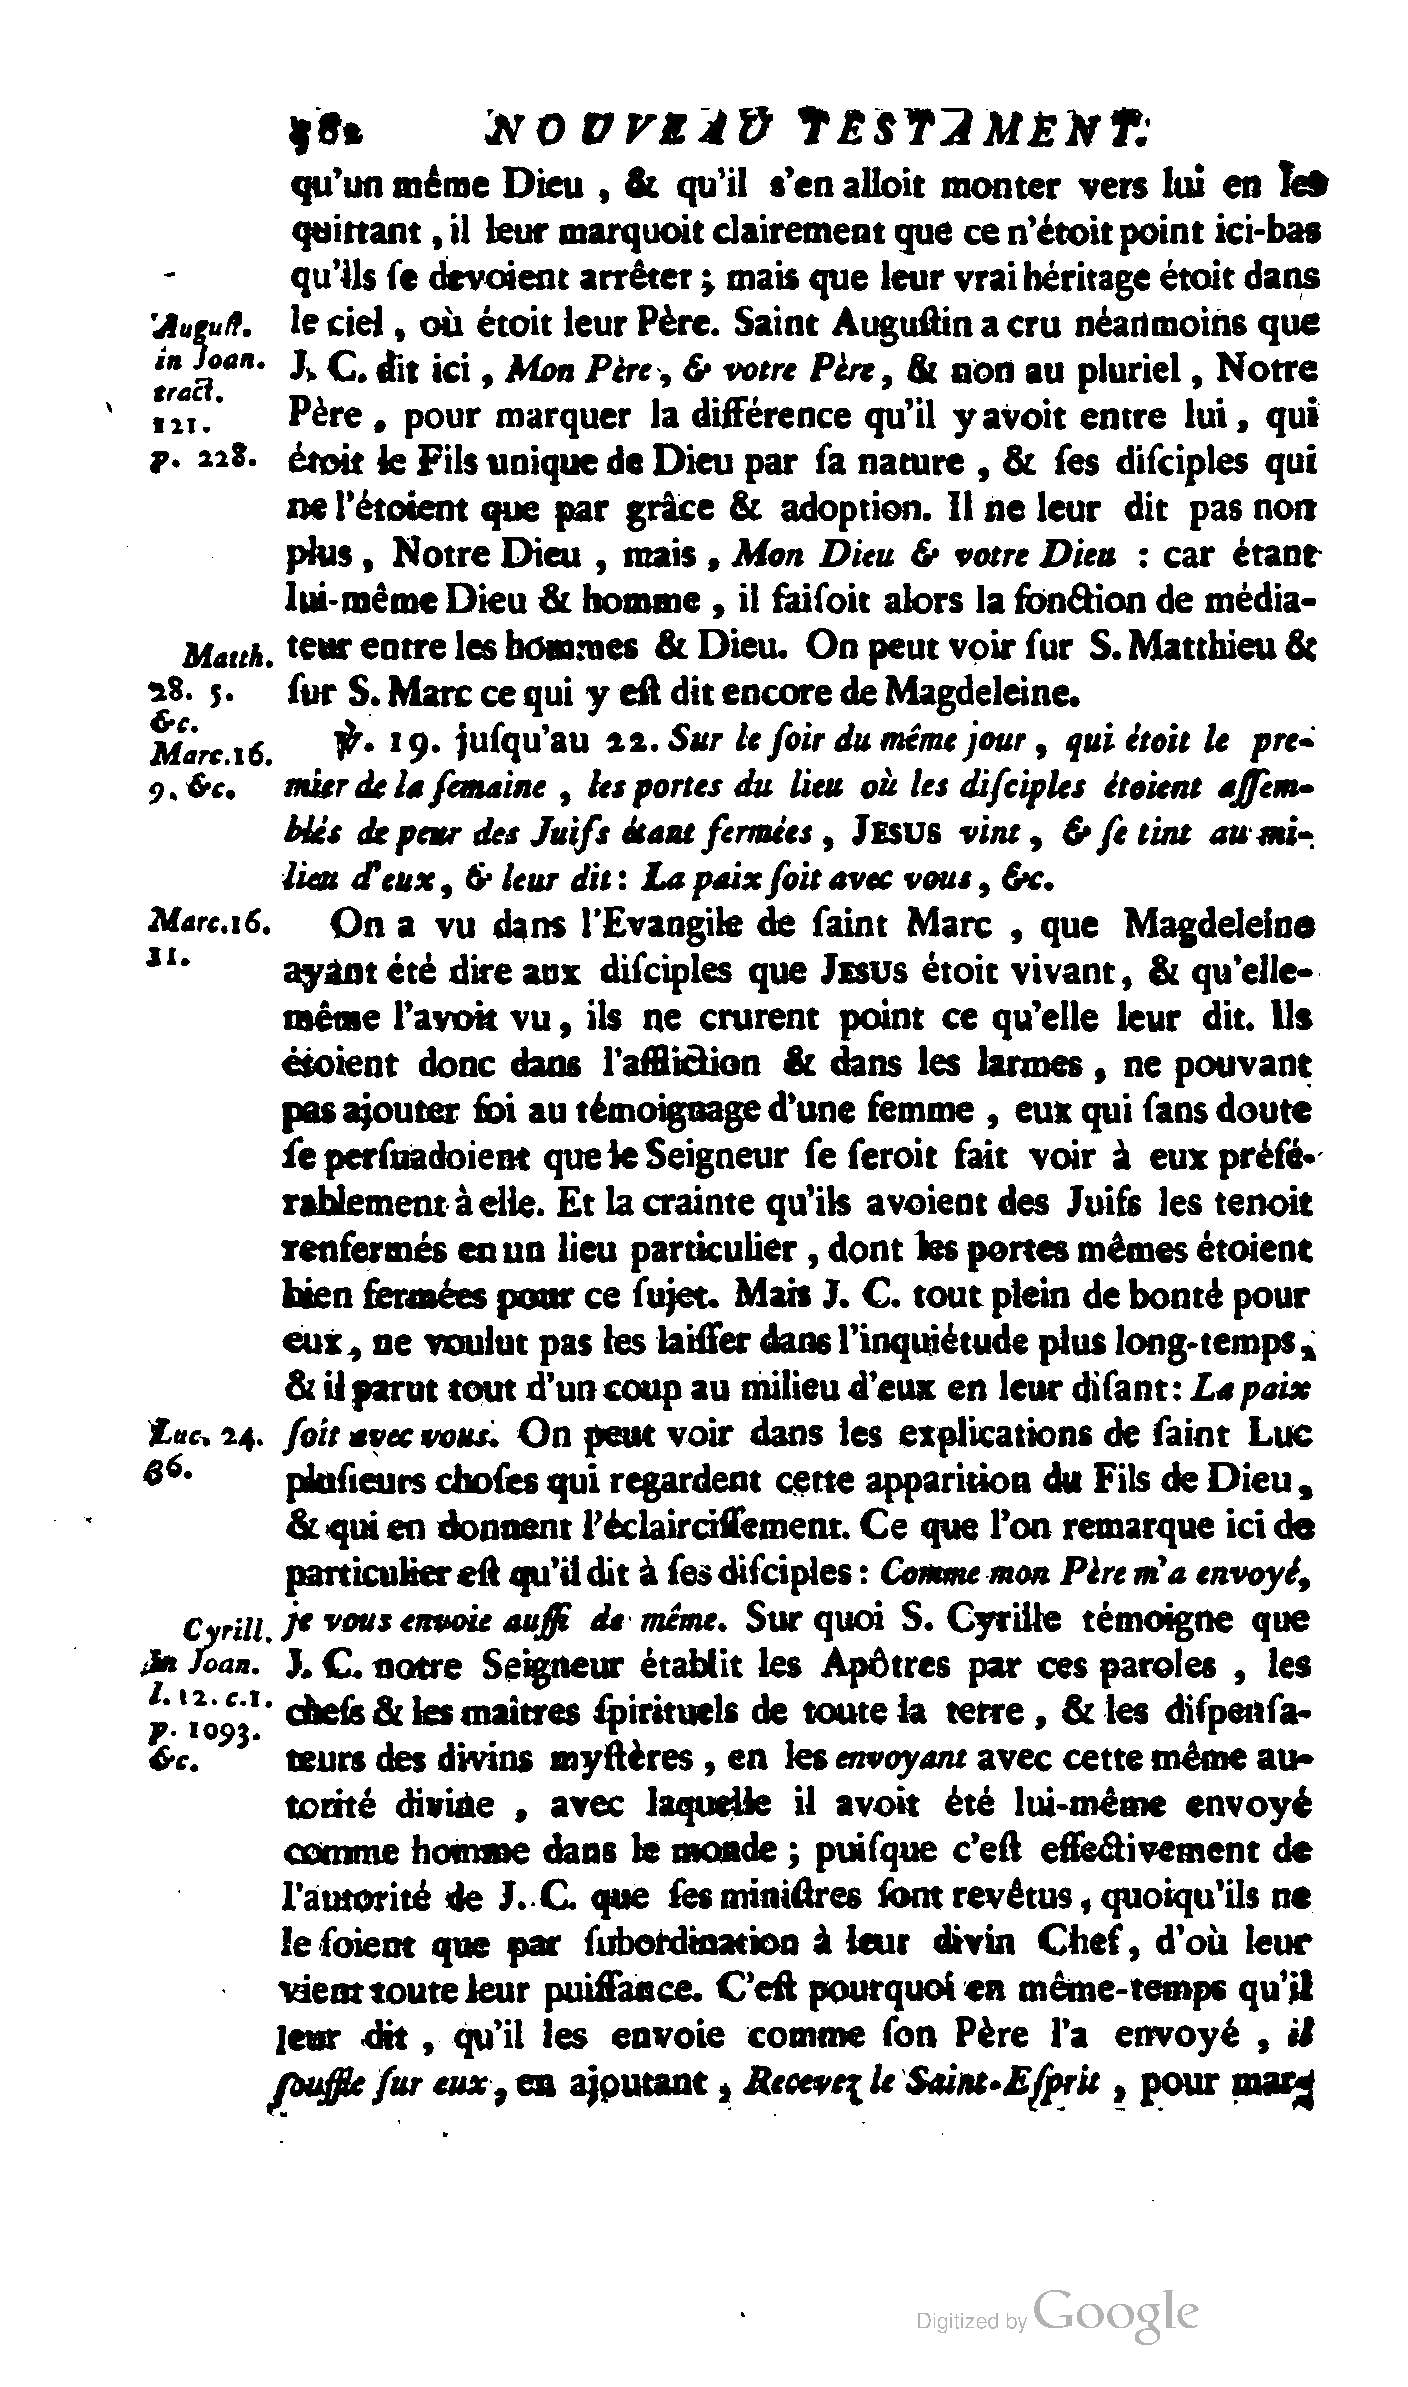 582 NOUVEAU TESTAMENT.
qu'un même Dieu , & qu'il s'en alloit monter vers lui en les
quittant , il leur marquoit clairement que ce n'étoit point ici-bas
qu'ils ſe devoient arrêter ; mais que leur vrai héritage étoit dans
le ciel , où étoit leur Père. Saint Auguſtin a cru néanmoins que
J. C. dit ici , Mon Père , & votre Père , & non au pluriel , Notre
Père , pour marquer la différence qu'il y avoit entre lui , qui
étoit le Fils unique de Dieu par ſa nature , & ſes diſciples qui
ne l'étoient que par grâce & adoption. Il ne leur dit pas non
plus , Notre Dieu , mais , Mon Dieu & votre Dieu : car étant
lui-même Dieu & homme , il faiſoit alors la fonction de média-
teur entre les hommes & Dieu. On peut voir ſur S. Matthieu &
ſur S. Marc ce qui y eſt dit encore de Magdeleine.
℣. 19. juſqu'au 22. Sur le ſoir du même jour , qui étoit le pre-
mier de la ſemaine , les portes du lieu où les diſciples étoient aſſem-
blés de peur des Juifs étant fermées , JESUS vint , & ſe tint au mi-
lieu d'eux , & leur dit : La paix ſoit avec vous , &c.
On a vu dans l'Evangile de ſaint Marc , que Magdeleine
ayant été dire aux diſciples que JESUS étoit vivant , & qu'elle-
même l'avoit vu , ils ne crurent point ce qu'elle leur dit. Ils
étoient donc dans l'affliction & dans les larmes , ne pouvant
pas ajouter foi au témoignage d'une femme , eux qui ſans doute
ſe perſuadoient que le Seigneur ſe ſeroit fait voir à eux préfé-
rablement à elle. Et la crainte qu'ils avoient des Juifs les tenoit
renfermés en un lieu particulier , dont les portes mêmes étoient
bien fermées pour ce ſujet. Mais J. C. tout plein de bonté pour
eux , ne voulut pas les laiſſer dans l'inquiétude plus long-temps ,
& il parut tout d'un coup au milieu d'eux en leur diſant : La paix
ſoit avec vous. On peut voir dans les explications de ſaint Luc
pluſieurs choſes qui regardent cette apparition du Fils de Dieu ,
& qui en donnent l'éclairciſſement. Ce que l'on remarque ici de
particulier eſt qu'il dit à ſes diſciples : Comme mon Père m'a envoyé,
je vous envoie auſſi de même. Sur quoi S. Cyrille témoigne que
J. C. notre Seigneur établit les Apôtres par ces paroles , les
chefs & les maîtres ſpirituels de toute la terre , & les diſpenſa-
teurs des divins myſtères , en les envoyant avec cette même au-
torité divine , avec laquelle il avoit été lui-même envoyé
comme homme dans le monde ; puiſque c'eſt effectivement de
l'autorité de J. C. que ſes miniſtres ſont revêtus , quoiqu'ils ne
le ſoient que par ſubordination à leur divin Chef , d'où leur
vient toute leur puiſſance. C'eſt pourquoi en même-temps qu'il
leur dit , qu'il les envoie comme ſon Père l'a envoyé , il
ſouffle ſur eux , en ajoutant , Recevez le Saint-Eſprit , pour mar-
Auguſt.
in Joan.
tract.
121.
p. 228.
Matth.
28. 5.
&c.
Marc.16.
9. &c.
Marc.16.
11.
Luc. 24.
36.
Cyrill.
in Joan.
l. 12. c.1.
p. 1093.
&c.
Digitized by Google